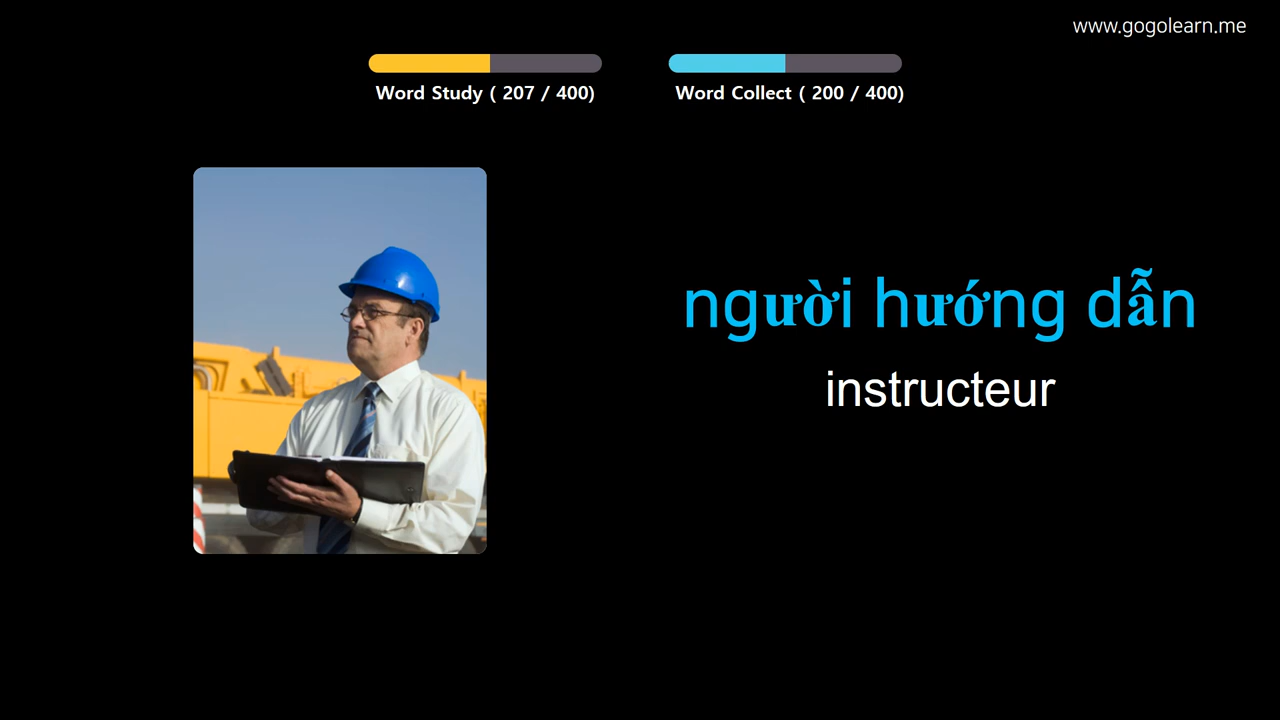 www.gogolearn.me
Word Study ( 207 / 400)
Word Collect ( 200 / 400)
người hướng dẫn
instructeur